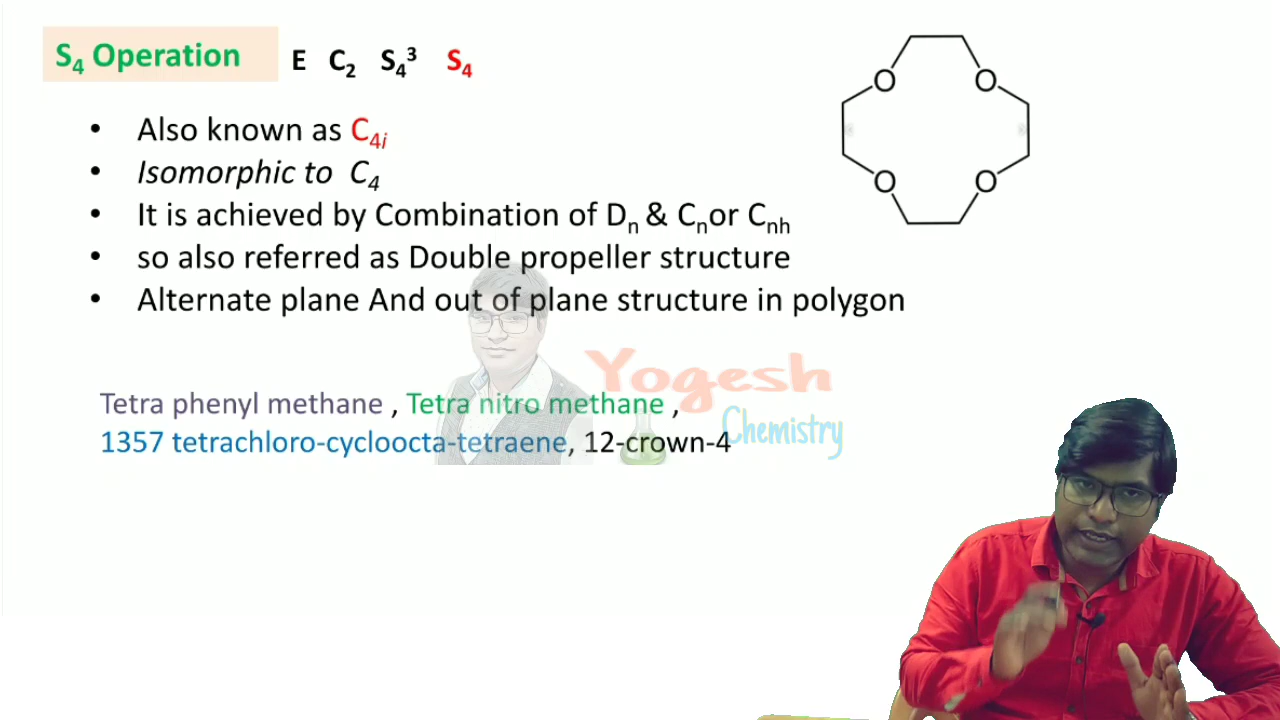 S₄ Operation E C₂ S₄³ S₄
• Also known as C₄ᵢ
• Isomorphic to C₄
• It is achieved by Combination of Dₙ & Cₙor Cₙₕ
• so also referred as Double propeller structure
• Alternate plane And out of plane structure in polygon
Yogesh
Chemistry
Tetra phenyl methane , Tetra nitro methane ,
1357 tetrachloro-cycloocta-tetraene, 12-crown-4
O O
O O